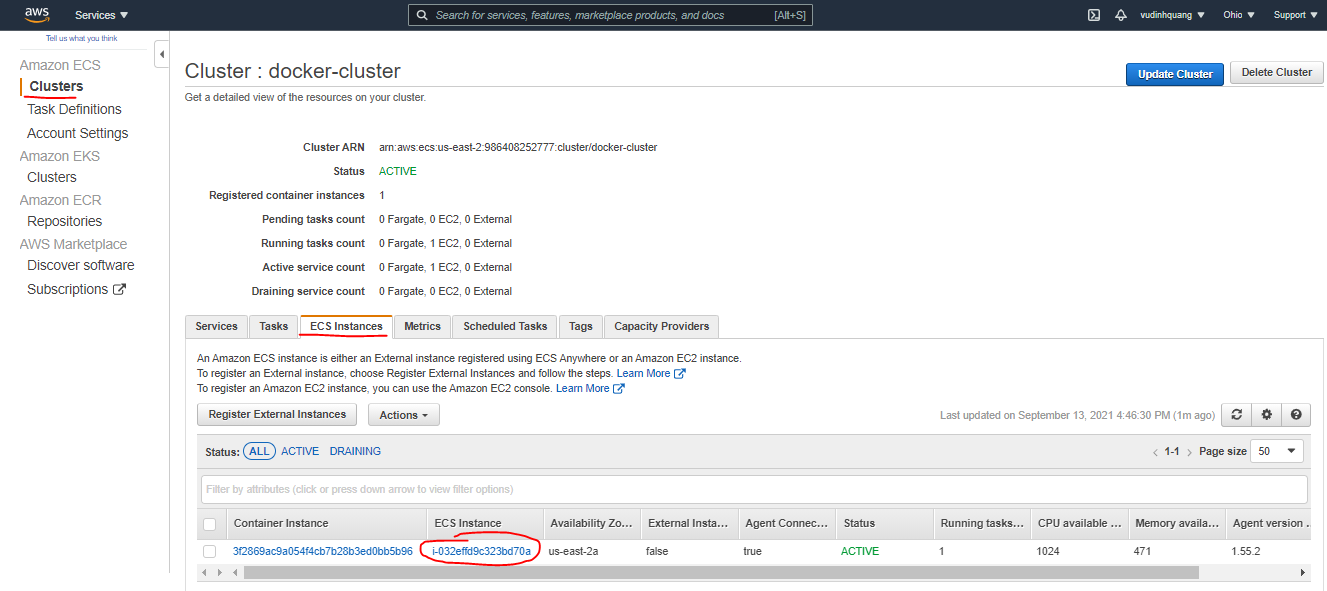 aws Services Search for services, features, marketplace products, and docs [Alt+S] vudinhquang Ohio Support
Tell us what you think
Amazon ECS
Clusters
Task Definitions
Account Settings
Amazon EKS
Clusters
Amazon ECR
Repositories
AWS Marketplace
Discover software
Subscriptions
Cluster : docker-cluster
Update Cluster Delete Cluster
Get a detailed view of the resources on your cluster.
Cluster ARN arn:aws:ecs:us-east-2:986408252777:cluster/docker-cluster
Status ACTIVE
Registered container instances 1
Pending tasks count 0 Fargate, 0 EC2, 0 External
Running tasks count 0 Fargate, 1 EC2, 0 External
Active service count 0 Fargate, 1 EC2, 0 External
Draining service count 0 Fargate, 0 EC2, 0 External
Services Tasks ECS Instances Metrics Scheduled Tasks Tags Capacity Providers
An Amazon ECS instance is either an External instance registered using ECS Anywhere or an Amazon EC2 instance.
To register an External instance, choose Register External Instances and follow the steps. Learn More
To register an Amazon EC2 instance, you can use the Amazon EC2 console. Learn More
Register External Instances Actions Last updated on September 13, 2021 4:46:30 PM (1m ago)
Status: ALL ACTIVE DRAINING < 1-1 > Page size 50
Filter by attributes (click or press down arrow to view filter options)
Container Instance ECS Instance Availability Zo... External Insta... Agent Connec... Status Running tasks... CPU available ... Memory availa... Agent version ..
3f2869ac9a054f4cb7b28b3ed0bb5b96 i-032effd9c323bd70a us-east-2a false true ACTIVE 1 1024 471 1.55.2